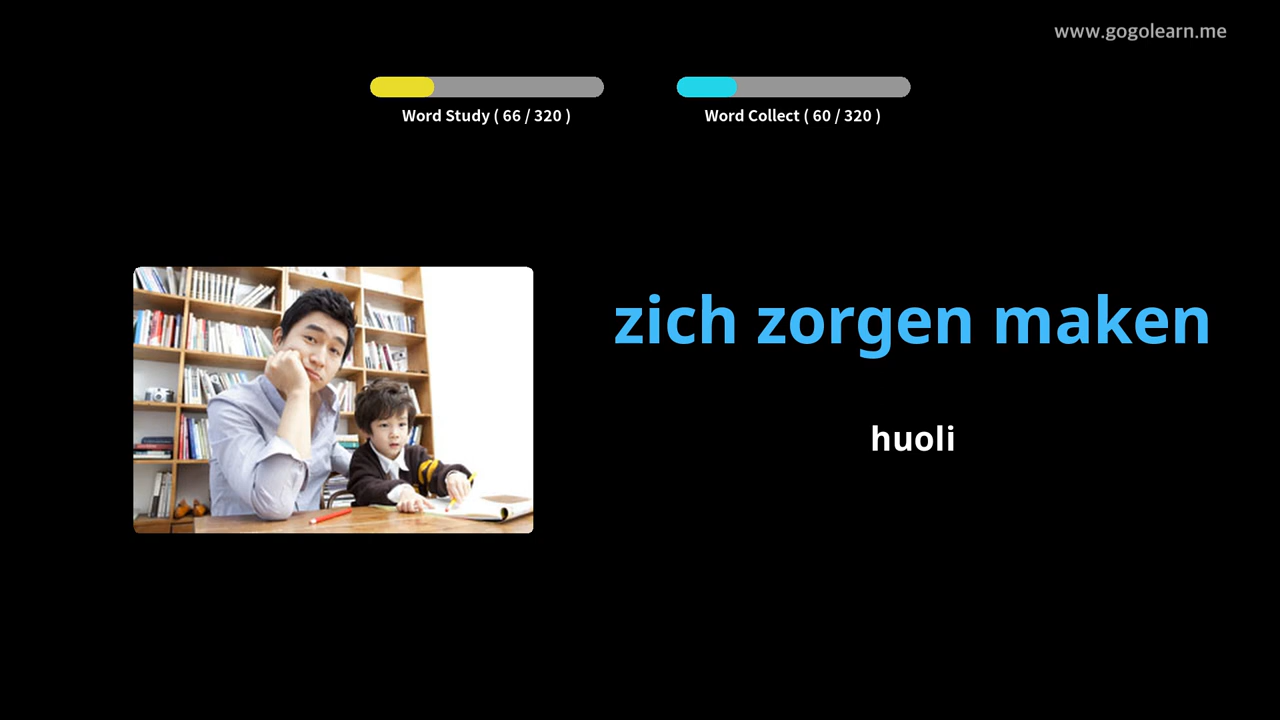 www.gogolearn.me
Word Study ( 66 / 320 )
Word Collect ( 60 / 320 )
zich zorgen maken
huoli